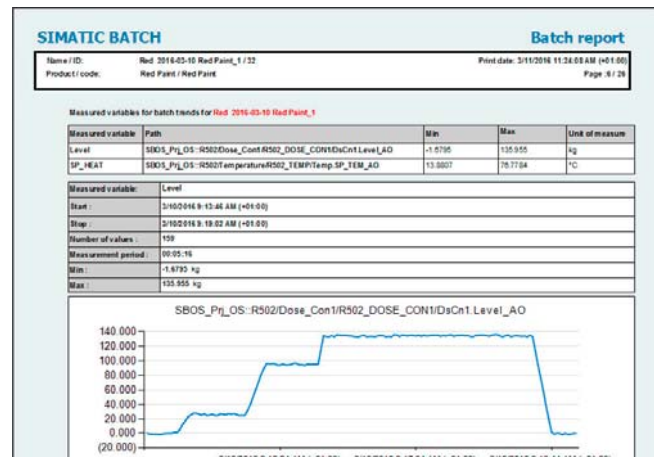 SIMATIC BATCH Batch report
Name / ID: Red 2016-03-10 Red Paint_1 / 32 Print date: 3/11/2016 11:24:08 AM (+01:00)
Product / code: Red Paint / Red Paint Page :6 / 26
Measured variables for batch trends for Red 2016-03-10 Red Paint_1
Measured variable Path Min Max Unit of measure
Level SBOS_Prj_OS::R502/Dose_Con1/R502_DOSE_CON1/DsCn1.Level_AO -1.6795 135.955 kg
SP_HEAT SBOS_Prj_OS::R502/Temperature/R502_TEMP/Temp.SP_TEM_AO °C
Measured variable: Level
Start : 3/10/2016 9:13:46 AM (+01:00)
Stop : 3/10/2016 9:19:02 AM (+01:00)
Number of values : 159
Measurement period : 00:05:16
Min : -1.6795 kg
Max : 135.955 kg
SBOS_Prj_OS::R502/Dose_Con1/R502_DOSE_CON1/DsCn1.Level_AO
140.000
120.000
100.000
80.000
60.000
40.000
20.000
0.000
(20.000)